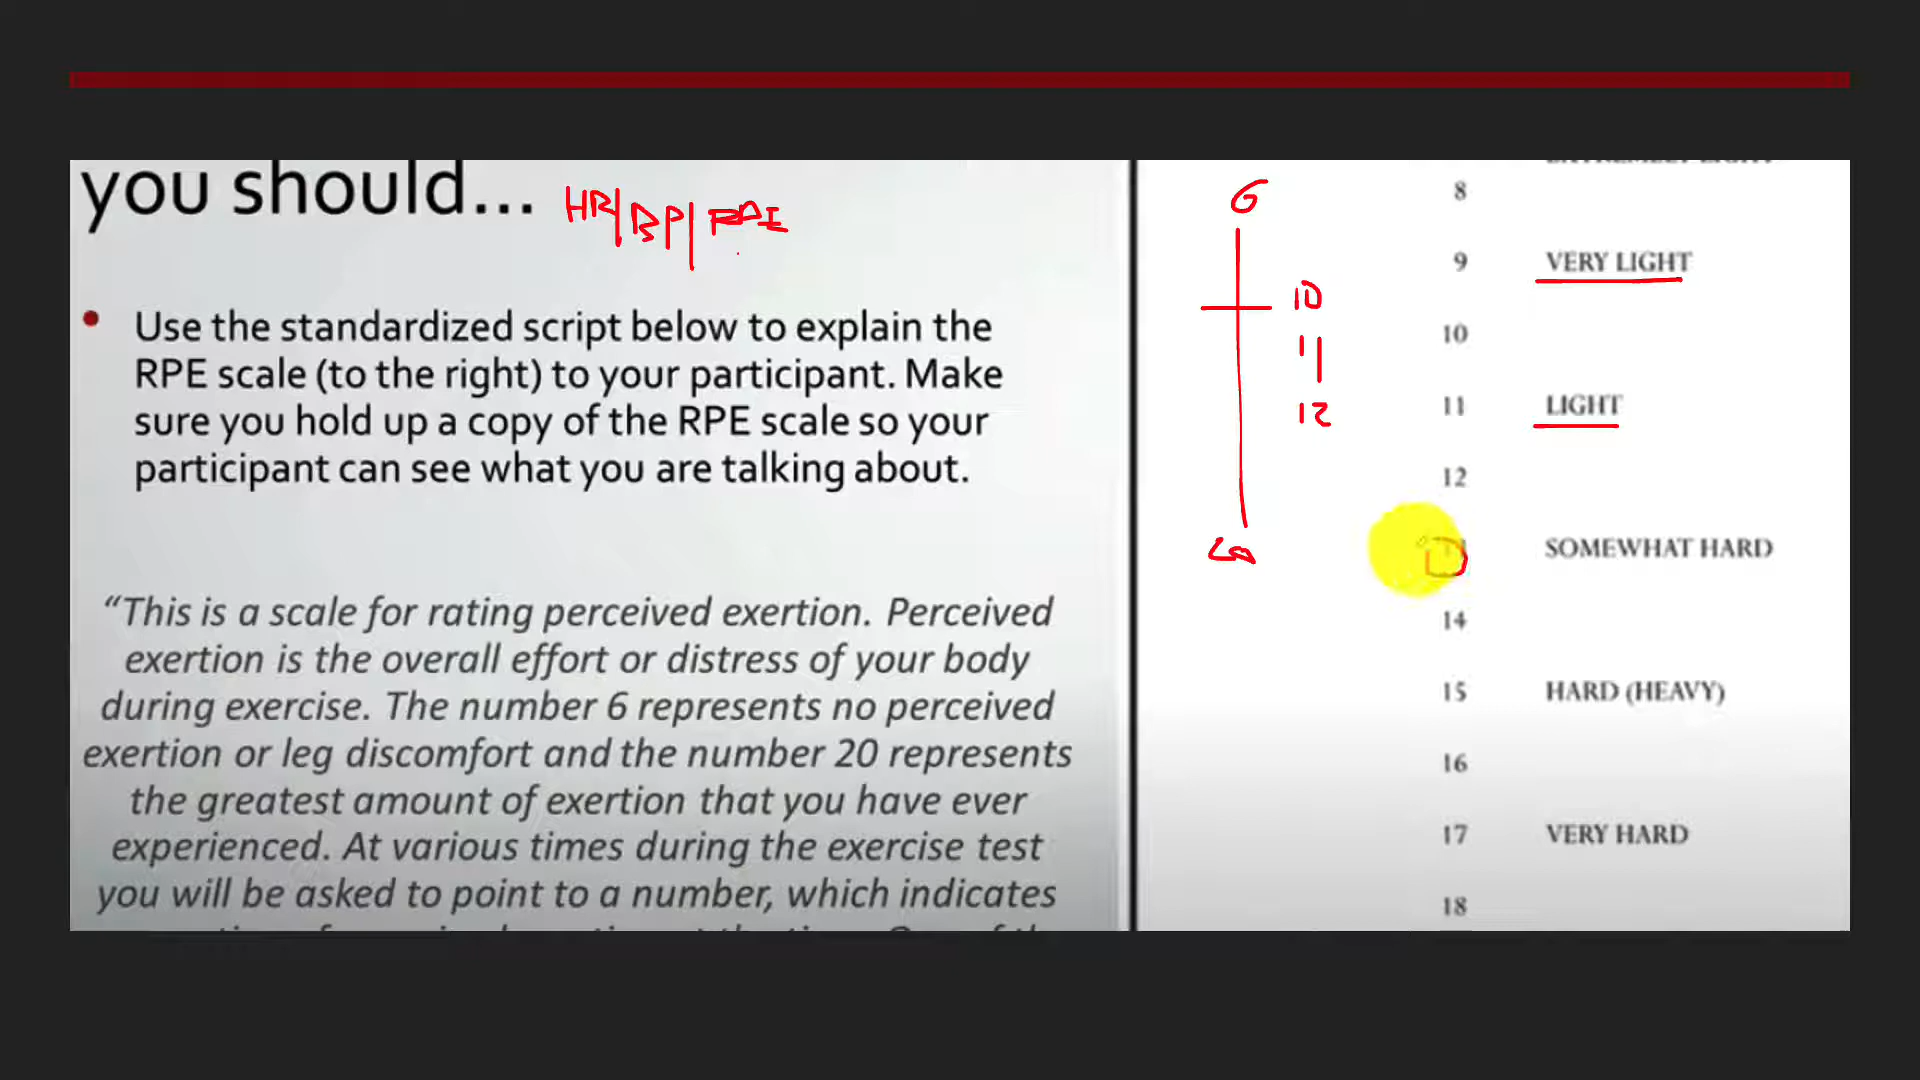 you should...
HR/BP/
Use the standardized script below to explain the
RPE scale (to the right) to your participant. Make
sure you hold up a copy of the RPE scale so your
participant can see what you are talking about.
“This is a scale for rating perceived exertion. Perceived
exertion is the overall effort or distress of your body
during exercise. The number 6 represents no perceived
exertion or leg discomfort and the number 20 represents
the greatest amount of exertion that you have ever
experienced. At various times during the exercise test
you will be asked to point to a number, which indicates
6
10
11
12
20
8
9 VERY LIGHT
10
11 LIGHT
12
SOMEWHAT HARD
14
15 HARD (HEAVY)
16
17 VERY HARD
18